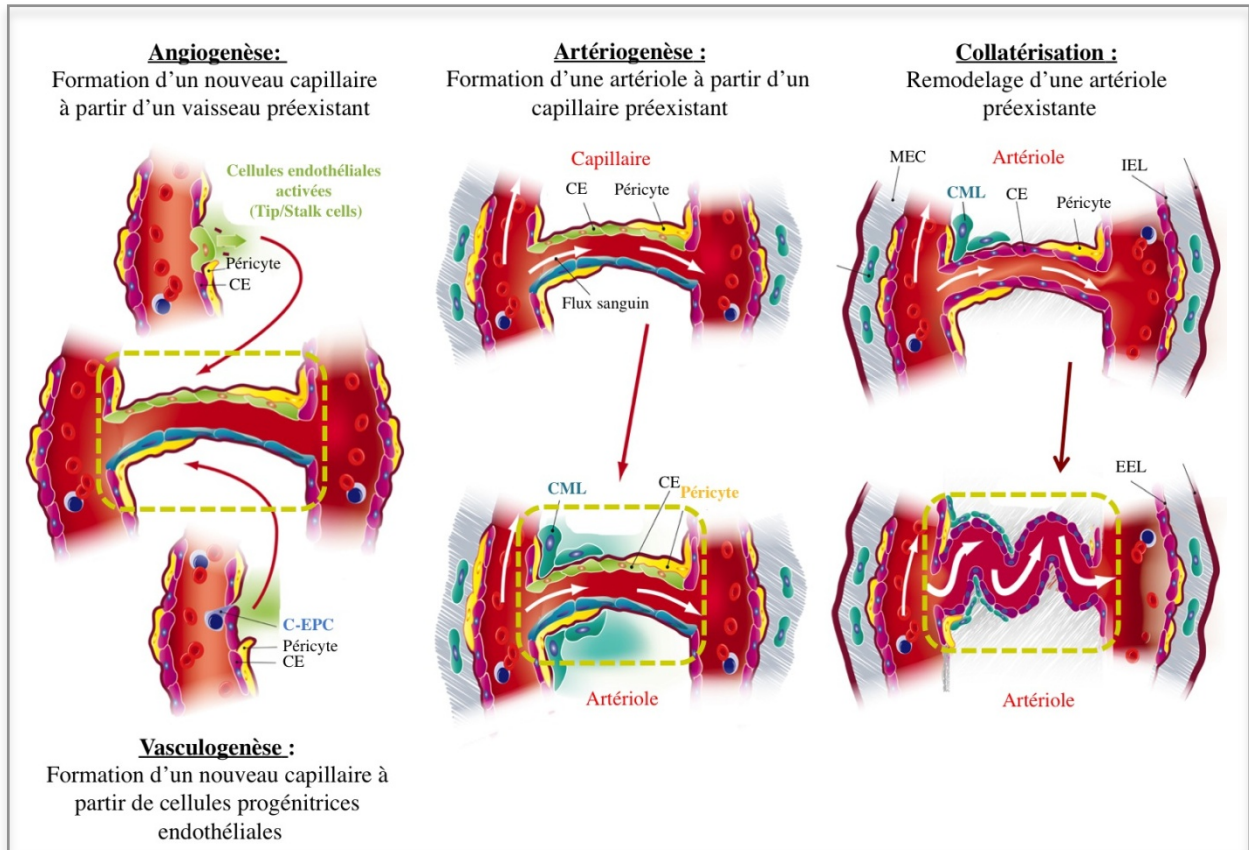 Angiogenèse:
Formation d'un nouveau capillaire
à partir d'un vaisseau préexistant
Cellules endothéliales
activées
(Tip/Stalk cells)
Péricyte
CE
C-EPC
Péricyte
CE
Vasculogenèse :
Formation d'un nouveau capillaire à
partir de cellules progénitrices
endothéliales
Artériogenèse :
Formation d'une artériole à partir d'un
capillaire préexistant
Capillaire
CE
Péricyte
Flux sanguin
CML
CE
Péricyte
Artériole
Collatérisation :
Remodelage d'une artériole
préexistante
MEC
Artériole
IEL
CML
CE
Péricyte
EEL
Artériole